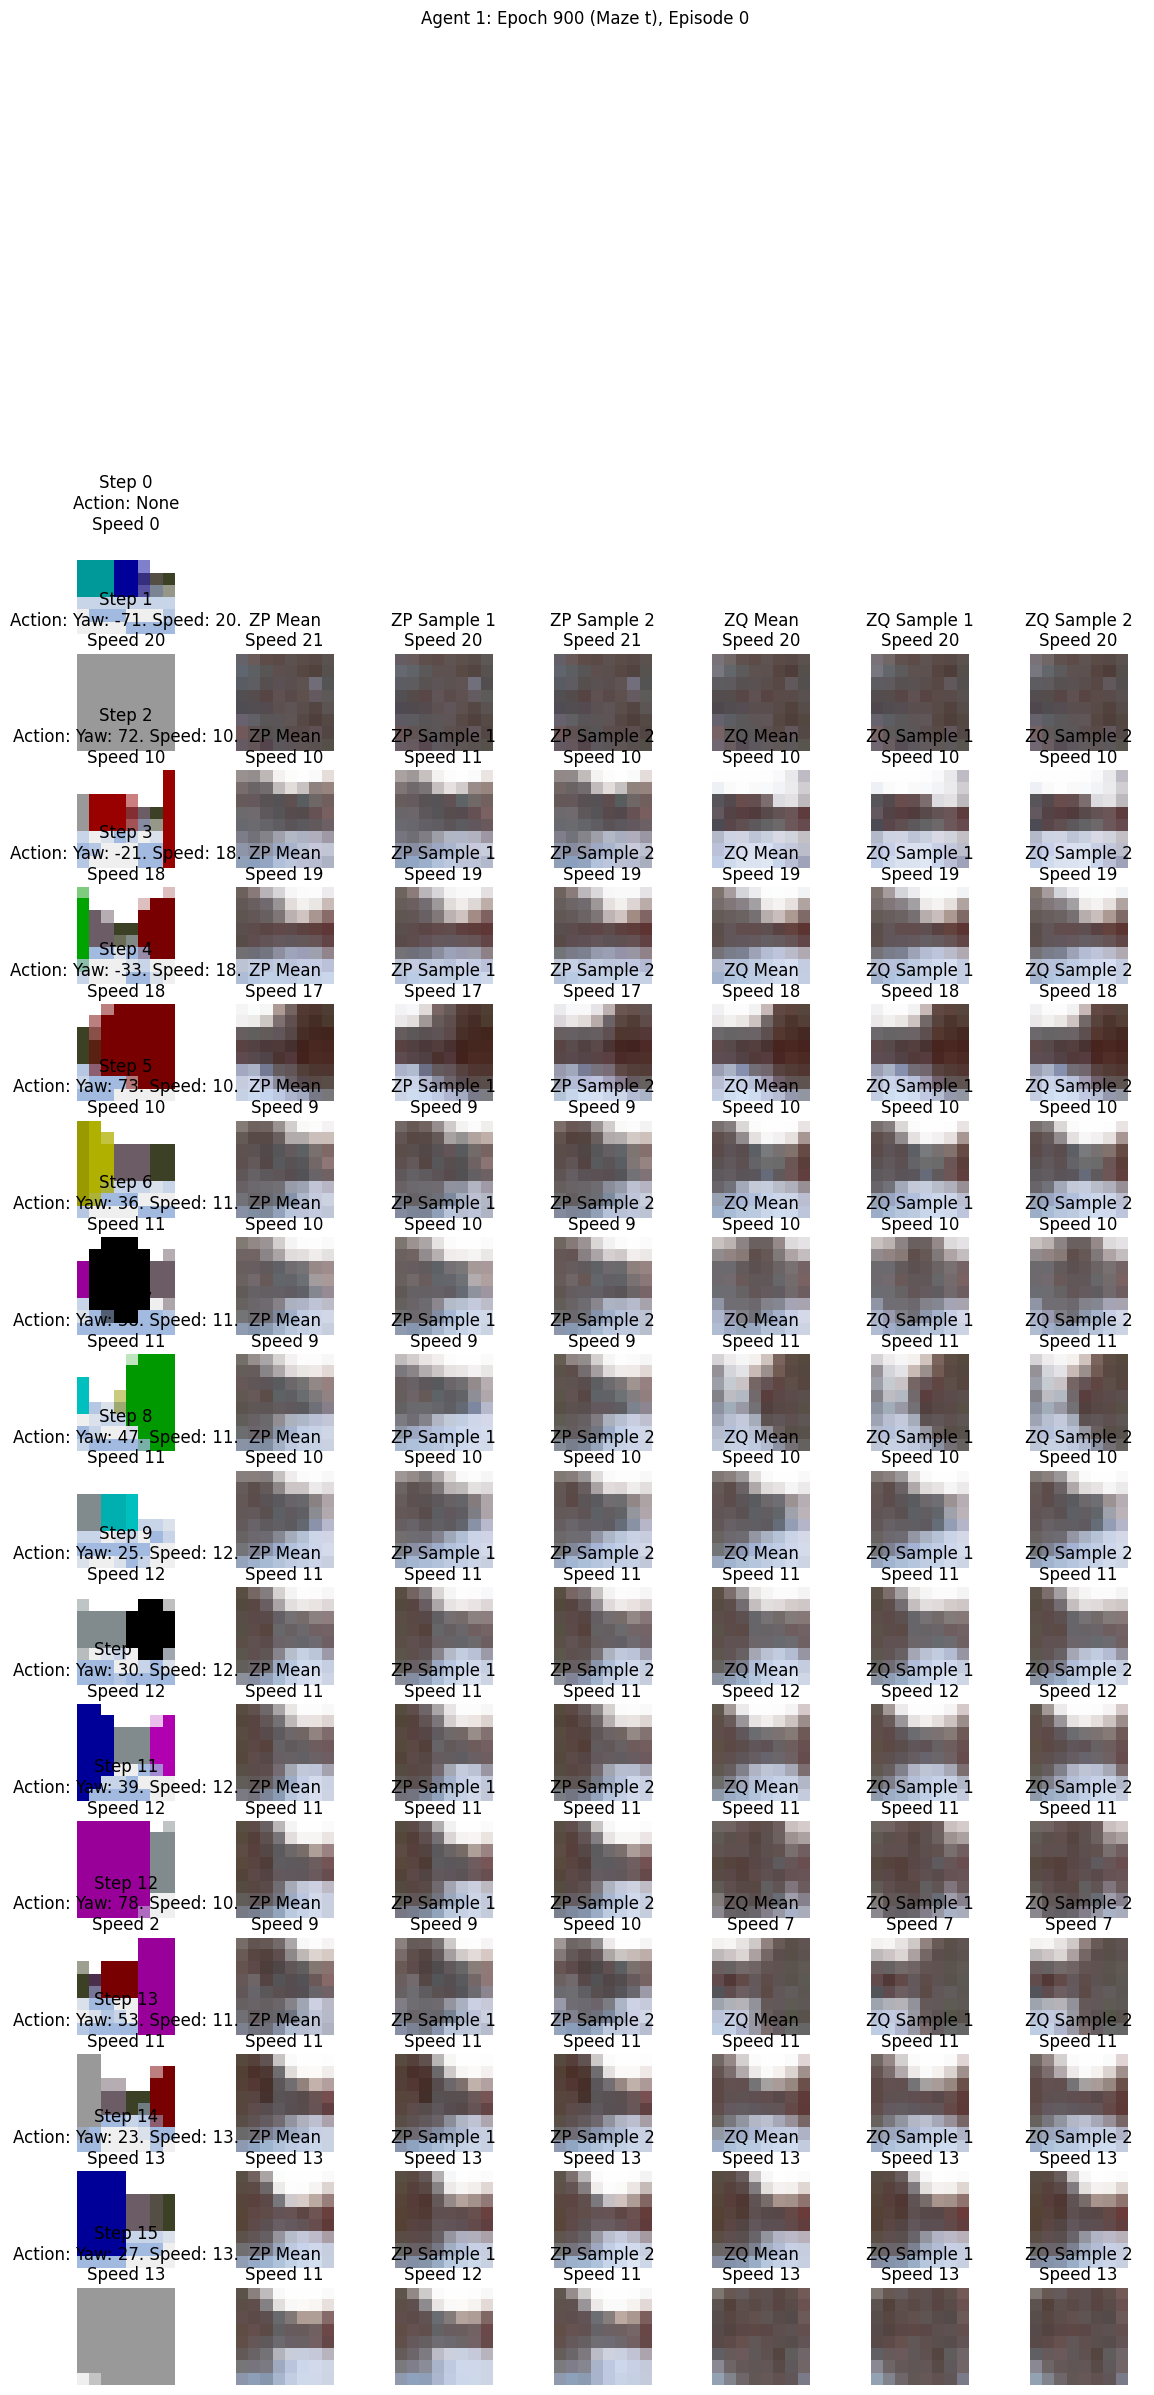 Agent 1: Epoch 900 (Maze t), Episode 0
Step 0
Action: None
Speed 0
Step 1
Action: Yaw: -71. Speed: 20. ZP Mean ZP Sample 1 ZP Sample 2 ZQ Mean ZQ Sample 1 ZQ Sample 2
Speed 20 Speed 21 Speed 20 Speed 21 Speed 20 Speed 20 Speed 20
Step 2
Action: Yaw: 72. Speed: 10. ZP Mean ZP Sample 1 ZP Sample 2 ZQ Mean ZQ Sample 1 ZQ Sample 2
Speed 10 Speed 10 Speed 11 Speed 10 Speed 10 Speed 10 Speed 10
Step 3
Action: Yaw: -21. Speed: 18. ZP Mean ZP Sample 1 ZP Sample 2 ZQ Mean ZQ Sample 1 ZQ Sample 2
Speed 18 Speed 19 Speed 19 Speed 19 Speed 19 Speed 19 Speed 19
Step 4
Action: Yaw: -33. Speed: 18. ZP Mean ZP Sample 1 ZP Sample 2 ZQ Mean ZQ Sample 1 ZQ Sample 2
Speed 18 Speed 17 Speed 17 Speed 17 Speed 18 Speed 18 Speed 18
Step 5
Action: Yaw: 73. Speed: 10. ZP Mean ZP Sample 1 ZP Sample 2 ZQ Mean ZQ Sample 1 ZQ Sample 2
Speed 10 Speed 9 Speed 9 Speed 9 Speed 10 Speed 10 Speed 10
Step 6
Action: Yaw: 36. Speed: 11. ZP Mean ZP Sample 1 ZP Sample 2 ZQ Mean ZQ Sample 1 ZQ Sample 2
Speed 11 Speed 10 Speed 10 Speed 9 Speed 10 Speed 10 Speed 10
Action: Yaw: Speed: 11. ZP Mean ZP Sample 1 ZP Sample 2 ZQ Mean ZQ Sample 1 ZQ Sample 2
Speed 11 Speed 9 Speed 9 Speed 9 Speed 11 Speed 11 Speed 11
Step 8
Action: Yaw: 47. Speed: 11. ZP Mean ZP Sample 1 ZP Sample 2 ZQ Mean ZQ Sample 1 ZQ Sample 2
Speed 11 Speed 10 Speed 10 Speed 10 Speed 10 Speed 10 Speed 10
Step 9
Action: Yaw: 25. Speed: 12. ZP Mean ZP Sample 1 ZP Sample 2 ZQ Mean ZQ Sample 1 ZQ Sample 2
Speed 12 Speed 11 Speed 11 Speed 11 Speed 11 Speed 11 Speed 11
Step
Action: Yaw: 30. Speed: 12. ZP Mean ZP Sample 1 ZP Sample 2 ZQ Mean ZQ Sample 1 ZQ Sample 2
Speed 12 Speed 11 Speed 11 Speed 11 Speed 12 Speed 12 Speed 12
Step 11
Action: Yaw: 39. Speed: 12. ZP Mean ZP Sample 1 ZP Sample 2 ZQ Mean ZQ Sample 1 ZQ Sample 2
Speed 12 Speed 11 Speed 11 Speed 11 Speed 11 Speed 11 Speed 11
Step 12
Action: Yaw: 78. Speed: 10. ZP Mean ZP Sample 1 ZP Sample 2 ZQ Mean ZQ Sample 1 ZQ Sample 2
Speed 2 Speed 9 Speed 9 Speed 10 Speed 7 Speed 7 Speed 7
Step 13
Action: Yaw: 53. Speed: 11. ZP Mean ZP Sample 1 ZP Sample 2 ZQ Mean ZQ Sample 1 ZQ Sample 2
Speed 11 Speed 11 Speed 11 Speed 11 Speed 11 Speed 11 Speed 11
Step 14
Action: Yaw: 23. Speed: 13. ZP Mean ZP Sample 1 ZP Sample 2 ZQ Mean ZQ Sample 1 ZQ Sample 2
Speed 13 Speed 13 Speed 13 Speed 13 Speed 13 Speed 13 Speed 13
Step 15
Action: Yaw: 27. Speed: 13. ZP Mean ZP Sample 1 ZP Sample 2 ZQ Mean ZQ Sample 1 ZQ Sample 2
Speed 13 Speed 11 Speed 12 Speed 11 Speed 13 Speed 13 Speed 13